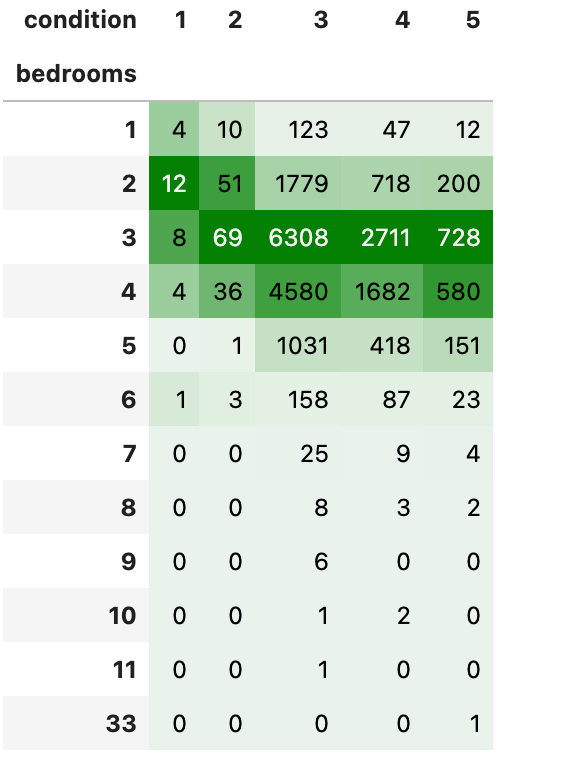 condition 1 2 3 4 5
bedrooms
1 4 10 123 47 12
2 12 51 1779 718 200
3 8 69 6308 2711 728
4 4 36 4580 1682 580
5 0 1 1031 418 151
6 1 3 158 87 23
7 0 0 25 9 4
8 0 0 8 3 2
9 0 0 6 0 0
10 0 0 1 2 0
11 0 0 1 0 0
33 0 0 0 0 1